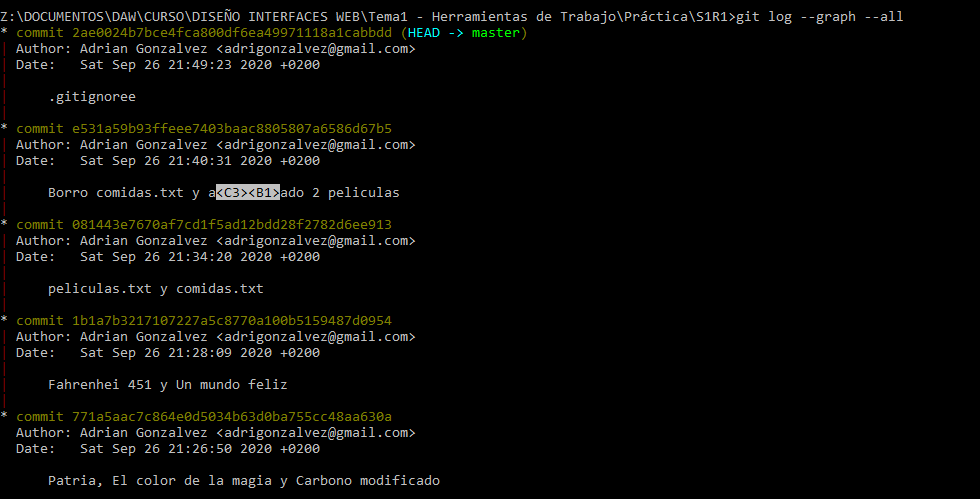 Z:\DOCUMENTOS\DAW\CURSO\DISEÑO INTERFACES WEB\Tema1 - Herramientas de Trabajo\Práctica\S1R1>git log --graph --all
* commit 2ae0024b7bce4fca800df6ea49971118a1cabbdd (HEAD -> master)
| Author: Adrian Gonzalvez <adrigonzalvez@gmail.com>
| Date:   Sat Sep 26 21:49:23 2020 +0200
|
|     .gitignoree
|
* commit e531a59b93ffeee7403baac8805807a6586d67b5
| Author: Adrian Gonzalvez <adrigonzalvez@gmail.com>
| Date:   Sat Sep 26 21:40:31 2020 +0200
|
|     Borro comidas.txt y a<C3><B1>ado 2 peliculas
|
* commit 081443e7670af7cd1f5ad12bdd28f2782d6ee913
| Author: Adrian Gonzalvez <adrigonzalvez@gmail.com>
| Date:   Sat Sep 26 21:34:20 2020 +0200
|
|     peliculas.txt y comidas.txt
|
* commit 1b1a7b3217107227a5c8770a100b5159487d0954
| Author: Adrian Gonzalvez <adrigonzalvez@gmail.com>
| Date:   Sat Sep 26 21:28:09 2020 +0200
|
|     Fahrenhei 451 y Un mundo feliz
|
* commit 771a5aac7c864e0d5034b63d0ba755cc48aa630a
  Author: Adrian Gonzalvez <adrigonzalvez@gmail.com>
  Date:   Sat Sep 26 21:26:50 2020 +0200

      Patria, El color de la magia y Carbono modificado